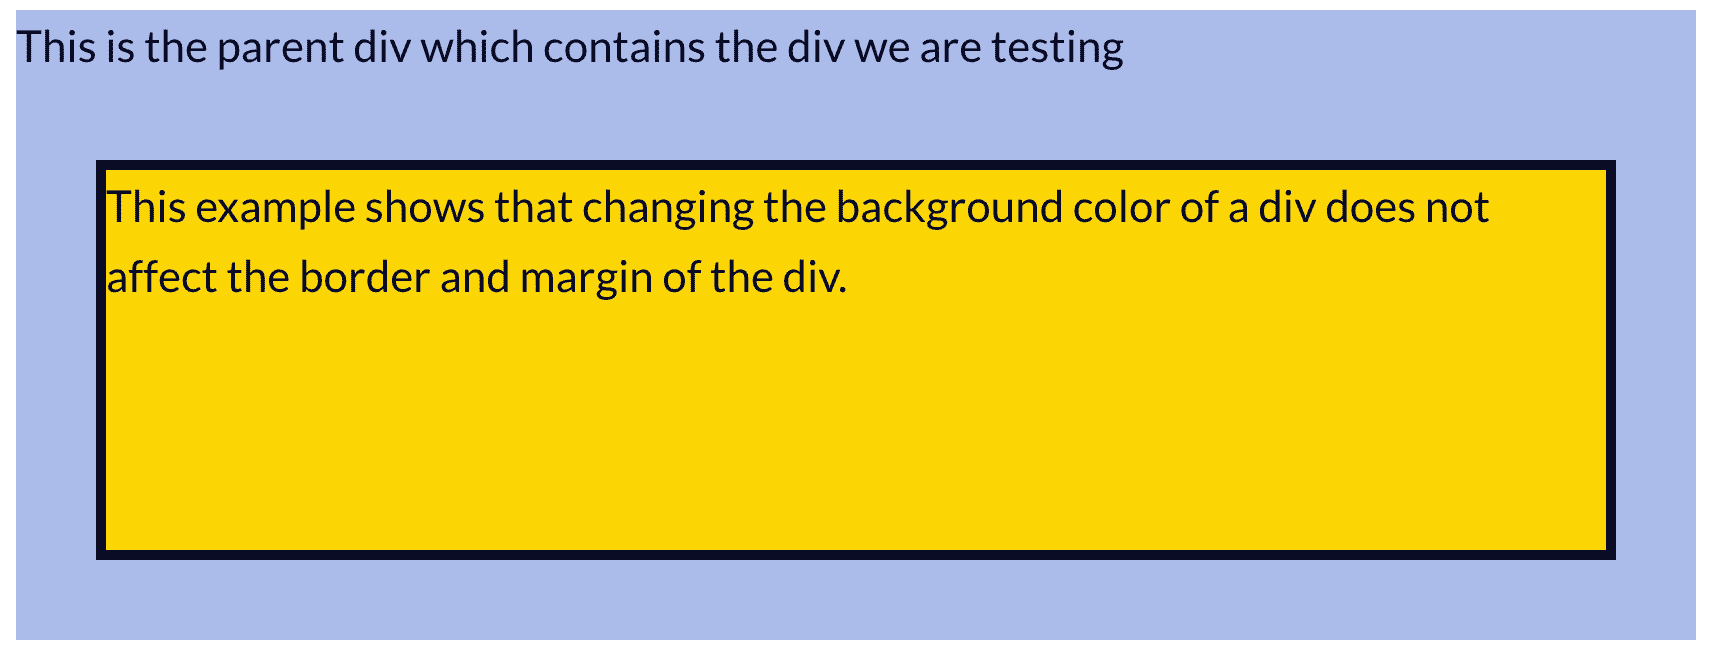 This is the parent div which contains the div we are testing
This example shows that changing the background color of a div does not
affect the border and margin of the div.